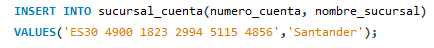 INSERT INTO sucursal_cuenta(numero_cuenta, nombre_sucursal)
VALUES('ES30 4900 1823 2994 5115 4856','Santander');